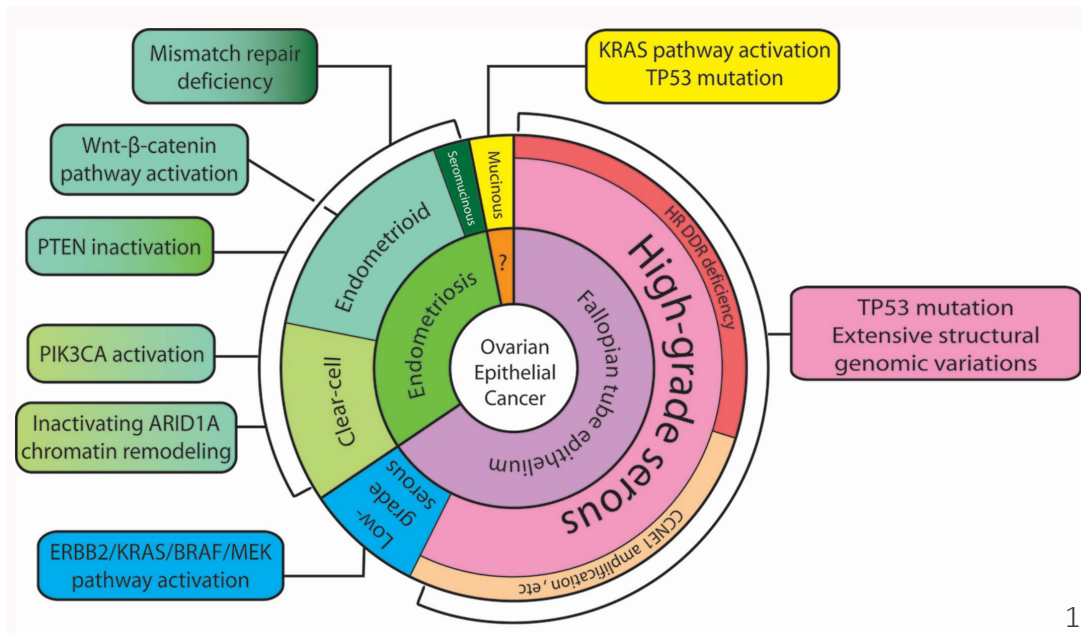 Mismatch repair
deficiency
KRAS pathway activation
TP53 mutation
Wnt-β-catenin
pathway activation
PTEN inactivation
PIK3CA activation
Inactivating ARID1A
chromatin remodeling
ERBB2/KRAS/BRAF/MEK
pathway activation
TP53 mutation
Extensive structural
genomic variations
Seromucinous
Mucinous
Endometrioid
Clear-cell
Low-
grade
serous
High-grade serous
HR DDR deficiency
CCNE1 amplification, etc
Endometriosis
?
Fallopian tube epithelium
Ovarian
Epithelial
Cancer
1